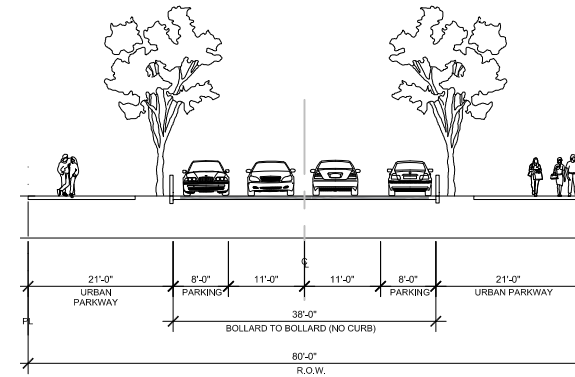 ℄
21'-0" 8'-0" 11'-0" 11'-0" 8'-0" 21'-0"
URBAN PARKWAY PARKING PARKING URBAN PARKWAY
38'-0"
BOLLARD TO BOLLARD (NO CURB)
PL
80'-0"
R.O.W.